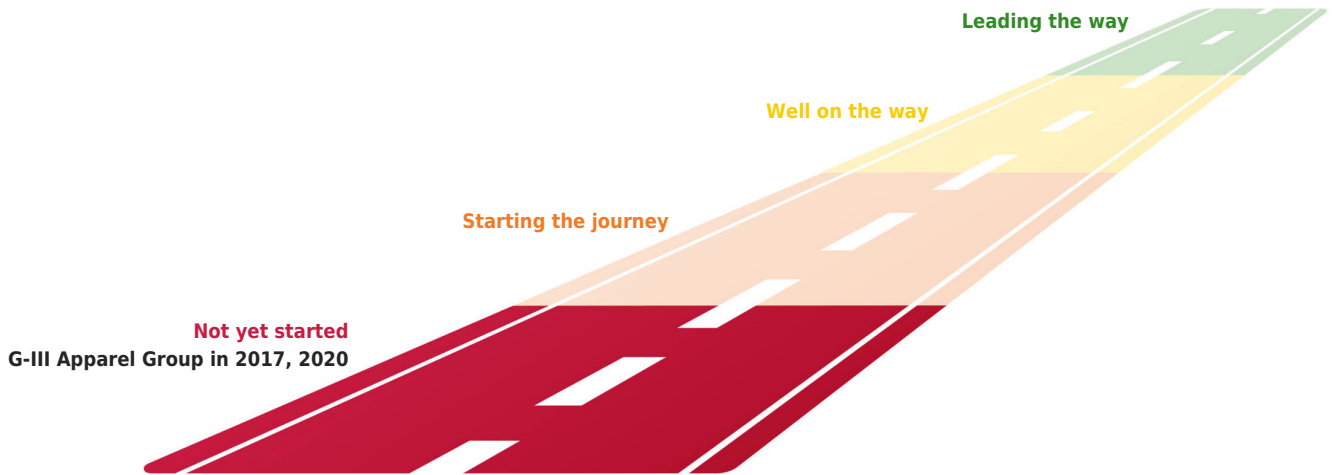 Leading the way
Well on the way
Starting the journey
Not yet started
G-III Apparel Group in 2017, 2020